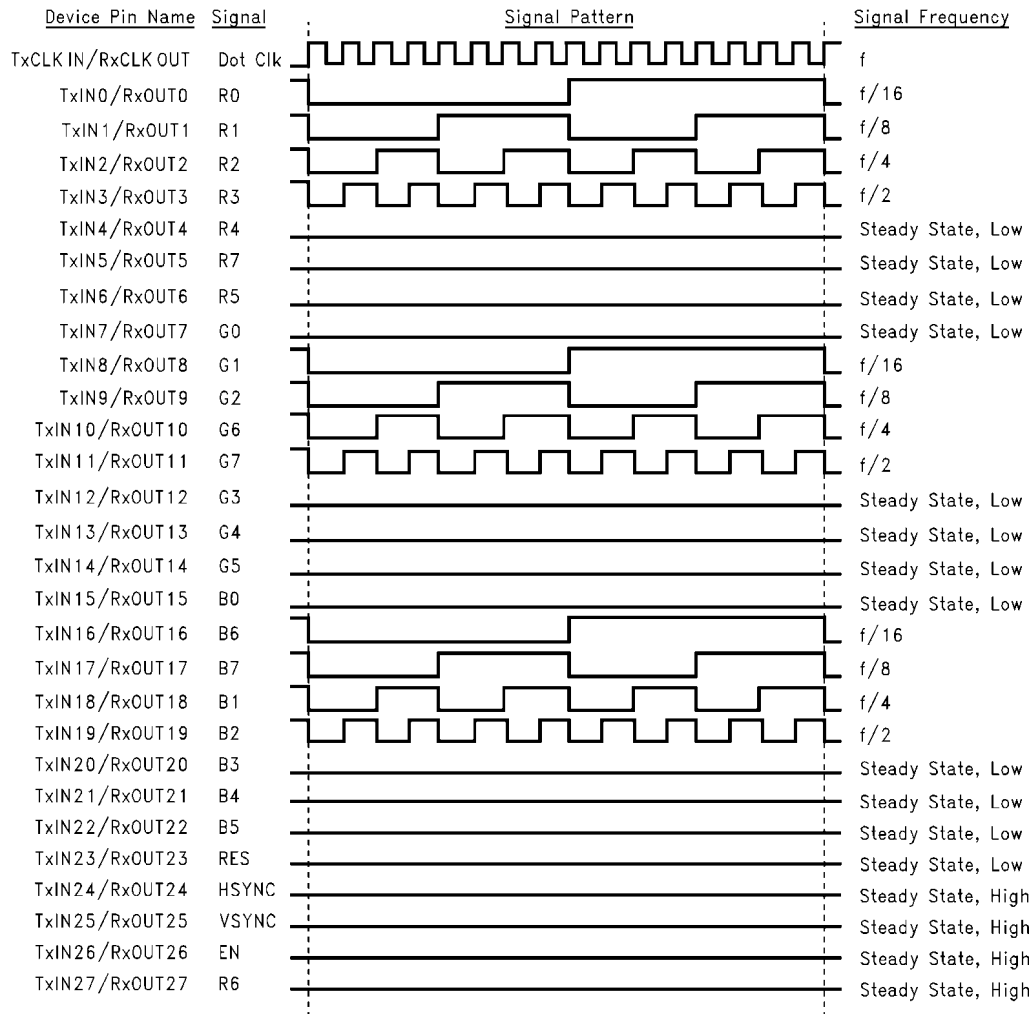 Device Pin Name Signal Signal Pattern Signal Frequency
TxCLK IN/RxCLK OUT Dot Clk f
TxIN0/RxOUT0 R0 f/16
TxIN1/RxOUT1 R1 f/8
TxIN2/RxOUT2 R2 f/4
TxIN3/RxOUT3 R3 f/2
TxIN4/RxOUT4 R4 Steady State, Low
TxIN5/RxOUT5 R7 Steady State, Low
TxIN6/RxOUT6 R5 Steady State, Low
TxIN7/RxOUT7 G0 Steady State, Low
TxIN8/RxOUT8 G1 f/16
TxIN9/RxOUT9 G2 f/8
TxIN10/RxOUT10 G6 f/4
TxIN11/RxOUT11 G7 f/2
TxIN12/RxOUT12 G3 Steady State, Low
TxIN13/RxOUT13 G4 Steady State, Low
TxIN14/RxOUT14 G5 Steady State, Low
TxIN15/RxOUT15 B0 Steady State, Low
TxIN16/RxOUT16 B6 f/16
TxIN17/RxOUT17 B7 f/8
TxIN18/RxOUT18 B1 f/4
TxIN19/RxOUT19 B2 f/2
TxIN20/RxOUT20 B3 Steady State, Low
TxIN21/RxOUT21 B4 Steady State, Low
TxIN22/RxOUT22 B5 Steady State, Low
TxIN23/RxOUT23 RES Steady State, Low
TxIN24/RxOUT24 HSYNC Steady State, High
TxIN25/RxOUT25 VSYNC Steady State, High
TxIN26/RxOUT26 EN Steady State, High
TxIN27/RxOUT27 R6 Steady State, High